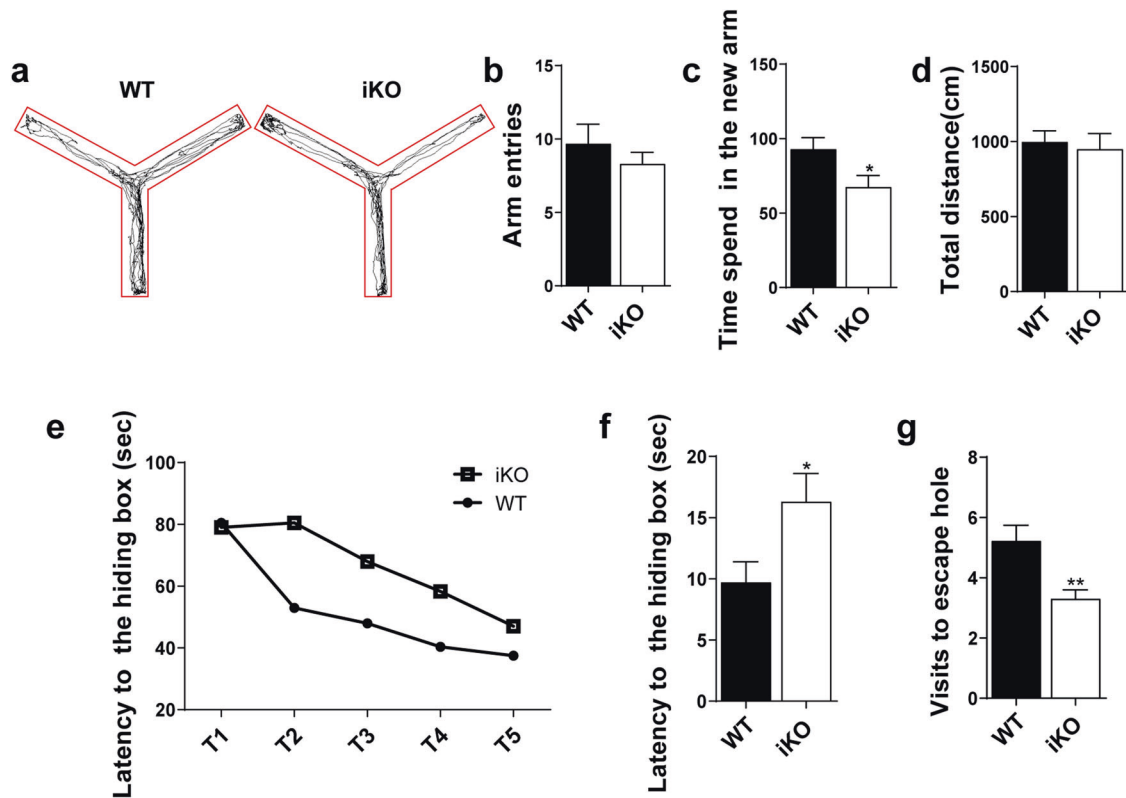 a
WT
iKO
b
Arm entries
15
10
5
0
WT
iKO
c
Time spend in the new arm
150
100
50
0
*
WT
iKO
d
Total distance(cm)
1500
1000
500
0
WT
iKO
e
Latency to the hiding box (sec)
100
80
60
40
20
iKO
WT
T1
T2
T3
T4
T5
f
Latency to the hiding box (sec)
20
15
10
5
0
*
WT
iKO
g
Visits to escape hole
8
6
4
2
0
**
WT
iKO